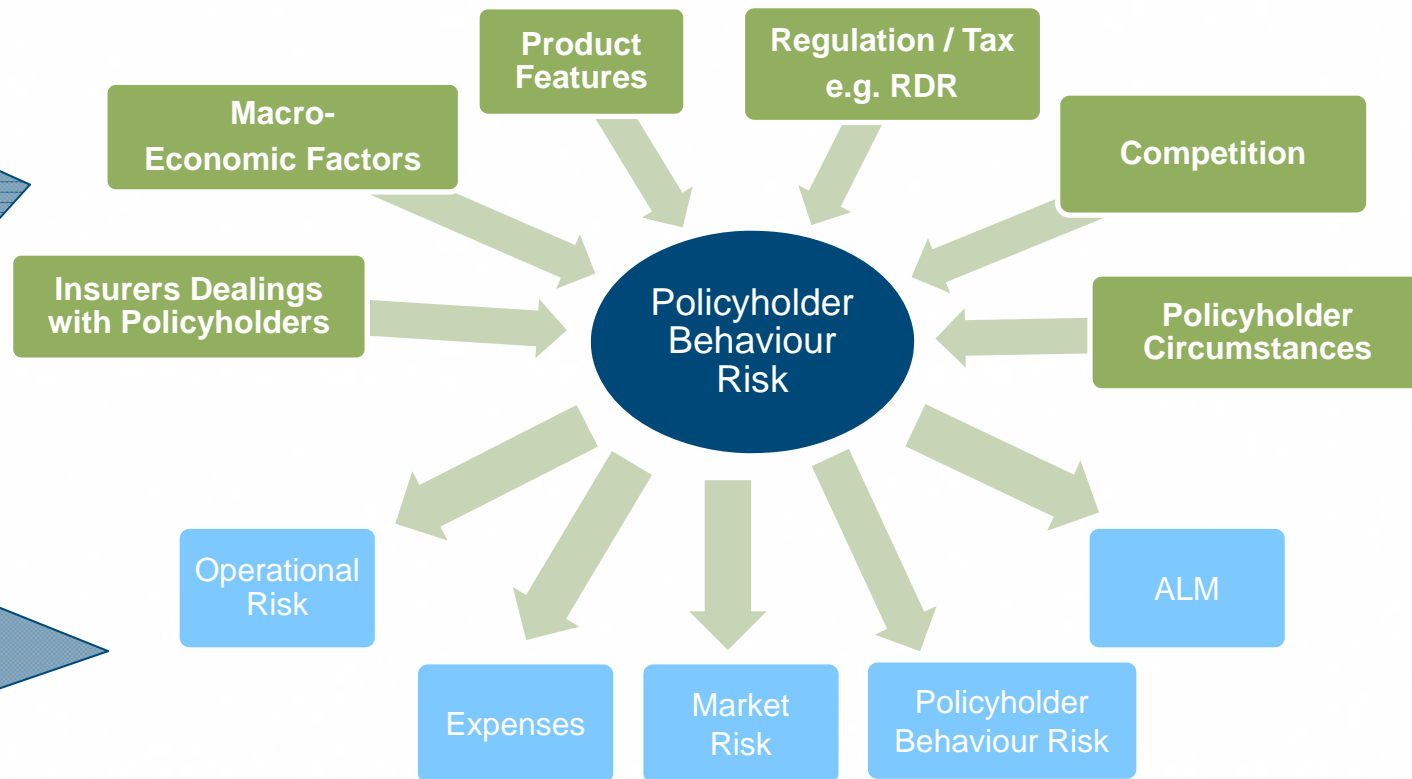 Product
Features
Regulation / Tax
e.g. RDR
Macro-
Economic Factors
Competition
Insurers Dealings
with Policyholders
Policyholder
Behaviour
Risk
Policyholder
Circumstances
Operational
Risk
ALM
Expenses
Market
Risk
Policyholder
Behaviour Risk